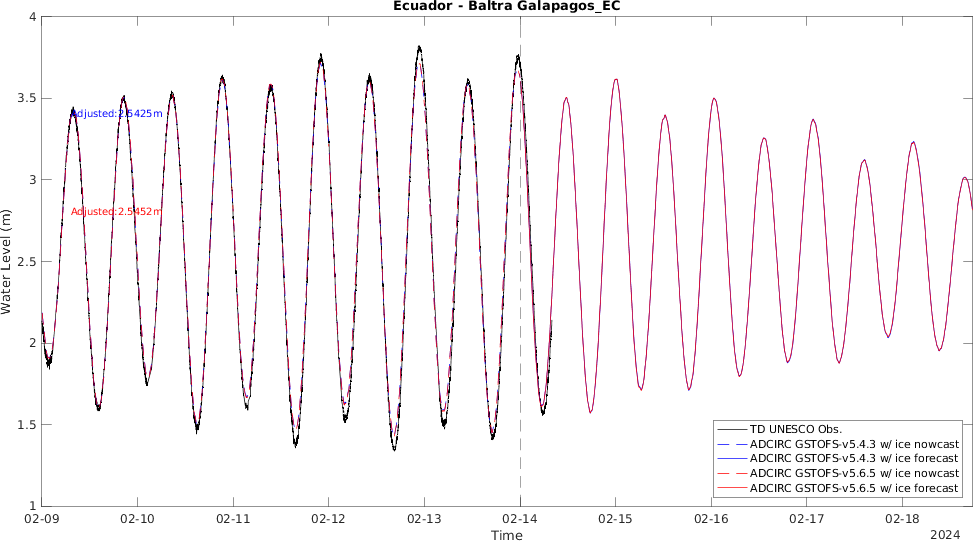 Ecuador - Baltra Galapagos_EC
4
3.5
3
2.5
2
1.5
1
Water Level (m)
Adjusted:2.5425m
Adjusted:2.5452m
TD UNESCO Obs.
ADCIRC GSTOFS-v5.4.3 w/ ice nowcast
ADCIRC GSTOFS-v5.4.3 w/ ice forecast
ADCIRC GSTOFS-v5.6.5 w/ ice nowcast
ADCIRC GSTOFS-v5.6.5 w/ ice forecast
02-09 02-10 02-11 02-12 02-13 02-14 02-15 02-16 02-17 02-18
Time
2024